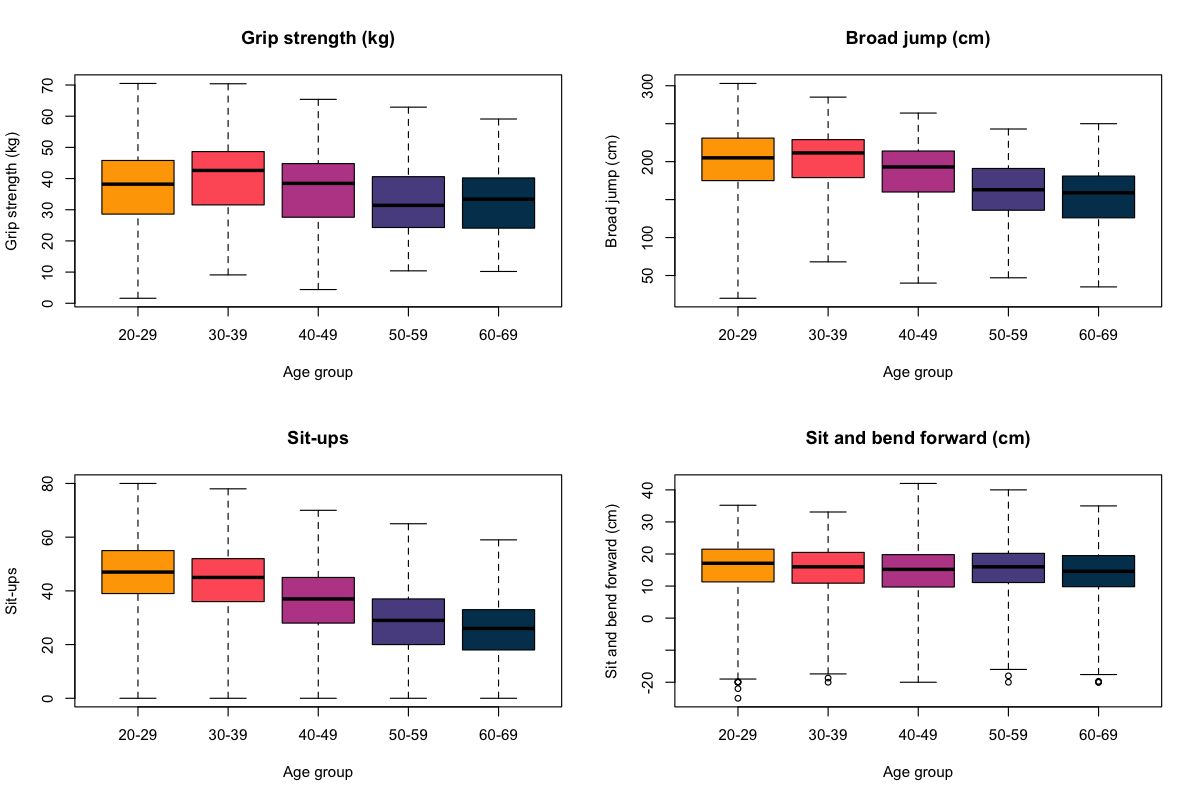 Grip strength (kg)
Grip strength (kg)
0 10 20 30 40 50 60 70
20-29 30-39 40-49 50-59 60-69
Age group
Broad jump (cm)
Broad jump (cm)
50 100 200 300
20-29 30-39 40-49 50-59 60-69
Age group
Sit-ups
Sit-ups
0 20 40 60 80
20-29 30-39 40-49 50-59 60-69
Age group
Sit and bend forward (cm)
Sit and bend forward (cm)
-20 0 10 20 30 40
20-29 30-39 40-49 50-59 60-69
Age group